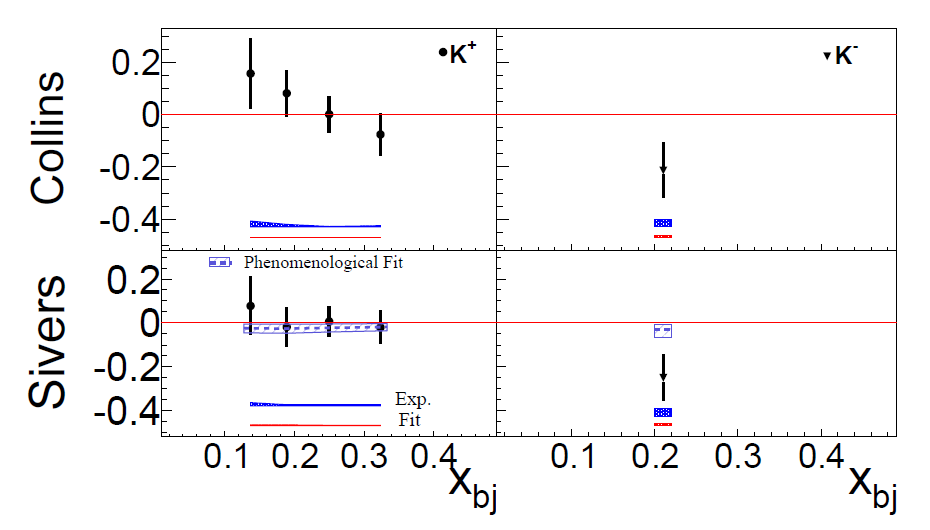 Collins
0.2
0
-0.2
-0.4
K+
K-
Sivers
Phenomenological Fit
0.2
0
-0.2
-0.4
Exp.
Fit
0.1 0.2 0.3 0.4
0.1 0.2 0.3 0.4
xbj
xbj